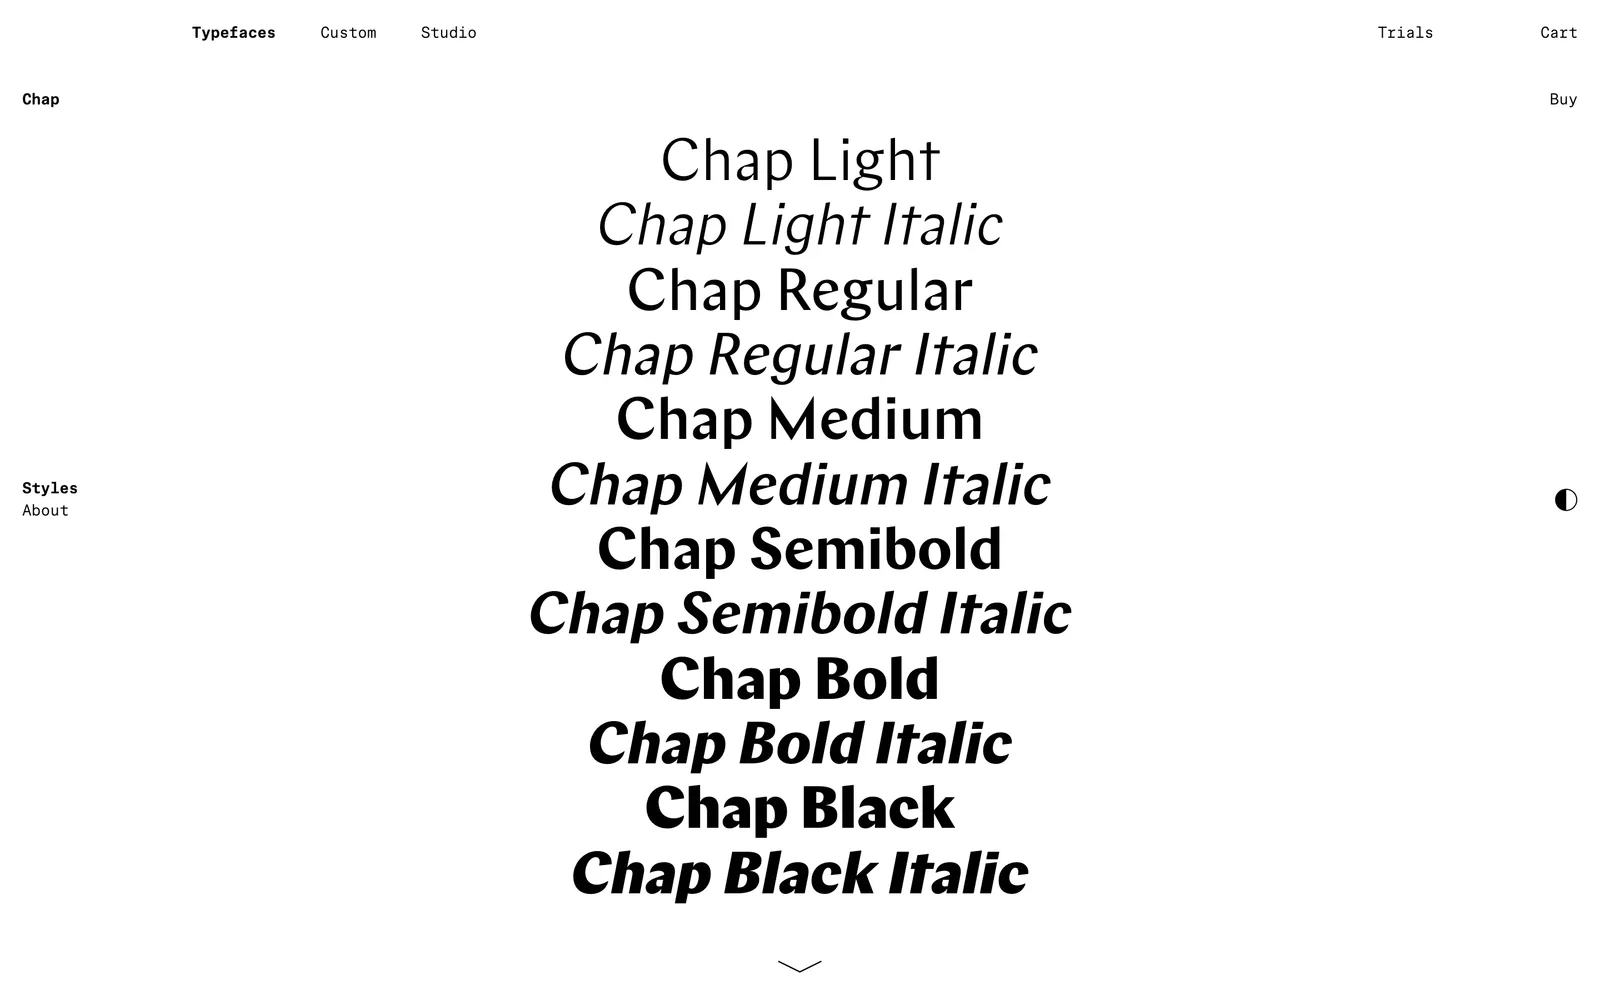 Typefaces Custom Studio Trials Cart
Chap Buy
Chap Light
Chap Light Italic
Chap Regular
Chap Regular Italic
Chap Medium
Chap Medium Italic
Styles
About
Chap Semibold
Chap Semibold Italic
Chap Bold
Chap Bold Italic
Chap Black
Chap Black Italic